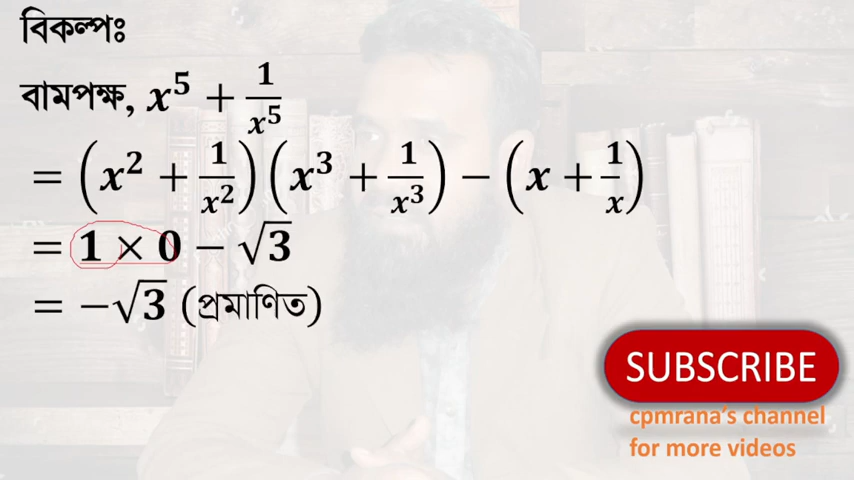 বিকল্পঃ
বামপক্ষ, x⁵ + 1/x⁵
= (x² + 1/x²)(x³ + 1/x³) − (x + 1/x)
= 1 × 0 − √3
= −√3 (প্রমাণিত)
SUBSCRIBE
cpmrana's channel
for more videos